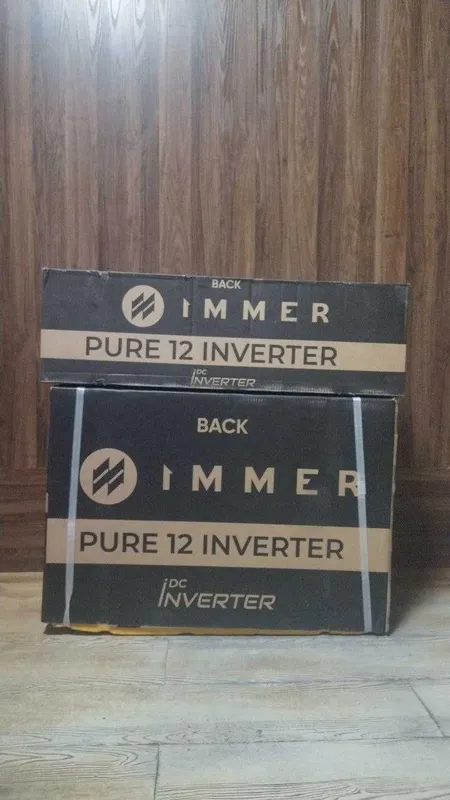 BACK
IMMER
PURE 12 INVERTER
DC
INVERTER
BACK
IMMER
PURE 12 INVERTER
DC
INVERTER